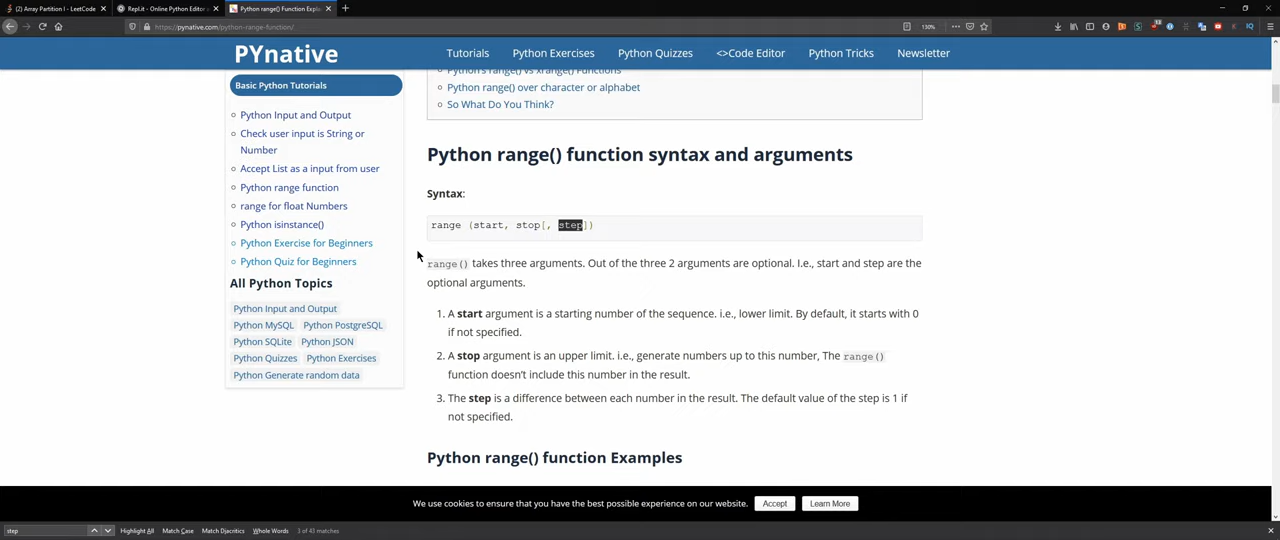 (2) Array Partition I - LeetCode
Repl.it - Online Python Editor a
Python range() Function Expla
https://pynative.com/python-range-function/
130%
PYnative
Tutorials
Python Exercises
Python Quizzes
<>Code Editor
Python Tricks
Newsletter
Basic Python Tutorials
Python Input and Output
Check user input is String or
Number
Accept List as a input from user
Python range function
range for float Numbers
Python isinstance()
Python Exercise for Beginners
Python Quiz for Beginners
All Python Topics
Python Input and Output
Python MySQL Python PostgreSQL
Python SQLite Python JSON
Python Quizzes Python Exercises
Python Generate random data
Python's range() vs xrange() Functions
Python range() over character or alphabet
So What Do You Think?
Python range() function syntax and arguments
Syntax:
range (start, stop[, step])
range() takes three arguments. Out of the three 2 arguments are optional. I.e., start and step are the
optional arguments.
1. A start argument is a starting number of the sequence. i.e., lower limit. By default, it starts with 0
if not specified.
2. A stop argument is an upper limit. i.e., generate numbers up to this number, The range()
function doesn't include this number in the result.
3. The step is a difference between each number in the result. The default value of the step is 1 if
not specified.
Python range() function Examples
We use cookies to ensure that you have the best possible experience on our website.
Accept
Learn More
step
Highlight All
Match Case
Match Diacritics
Whole Words
3 of 43 matches